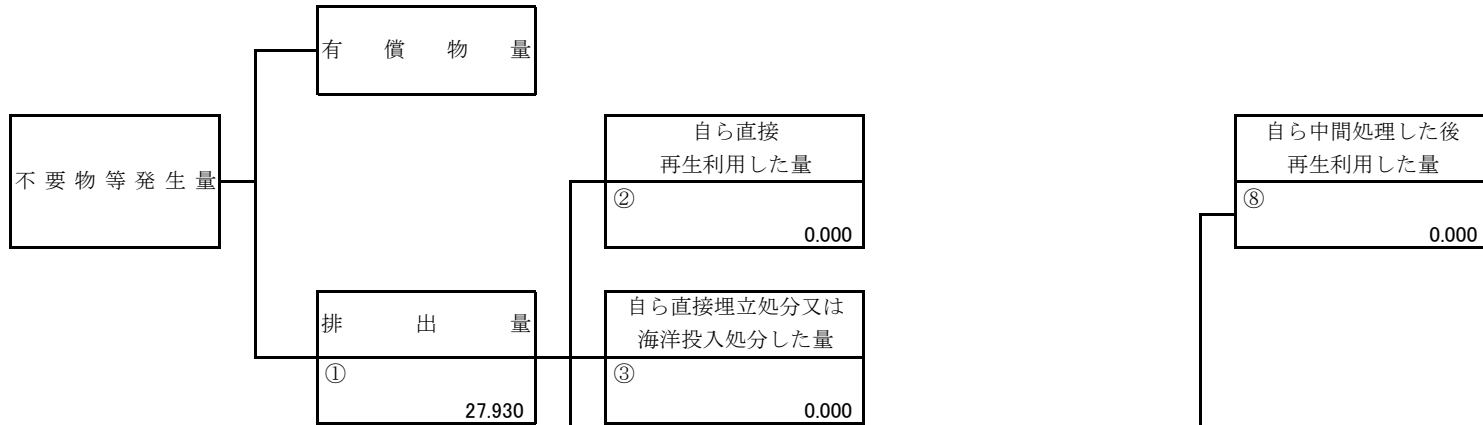 有償物量
不要物等発生量
自ら直接
再生利用した量
②
0.000
自ら中間処理した後
再生利用した量
⑧
0.000
排出量
①
27.930
自ら直接埋立処分又は
海洋投入処分した量
③
0.000